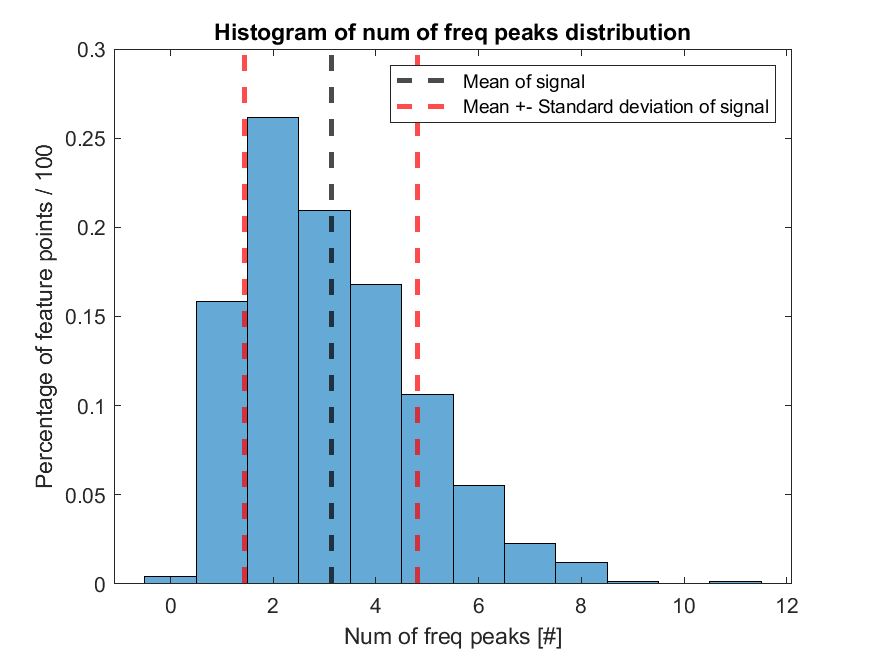 Histogram of num of freq peaks distribution
Mean of signal
Mean +- Standard deviation of signal
Percentage of feature points / 100
0.3
0.25
0.2
0.15
0.1
0.05
0
0 2 4 6 8 10 12
Num of freq peaks [#]